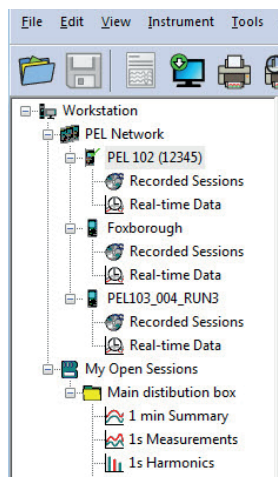 File Edit View Instrument Tools
Workstation
PEL Network
PEL 102 (12345)
Recorded Sessions
Real-time Data
Foxborough
Recorded Sessions
Real-time Data
PEL103_004_RUN3
Recorded Sessions
Real-time Data
My Open Sessions
Main distibution box
1 min Summary
1s Measurements
1s Harmonics